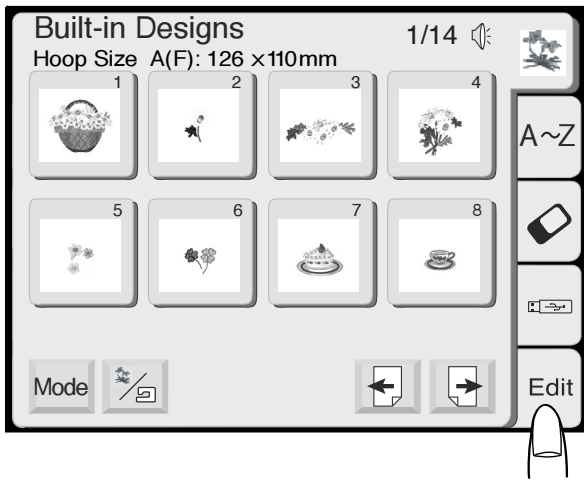 Built-in Designs 1/14
Hoop Size A(F): 126 ×110mm
1 2 3 4
A~Z
5 6 7 8
Mode
Edit